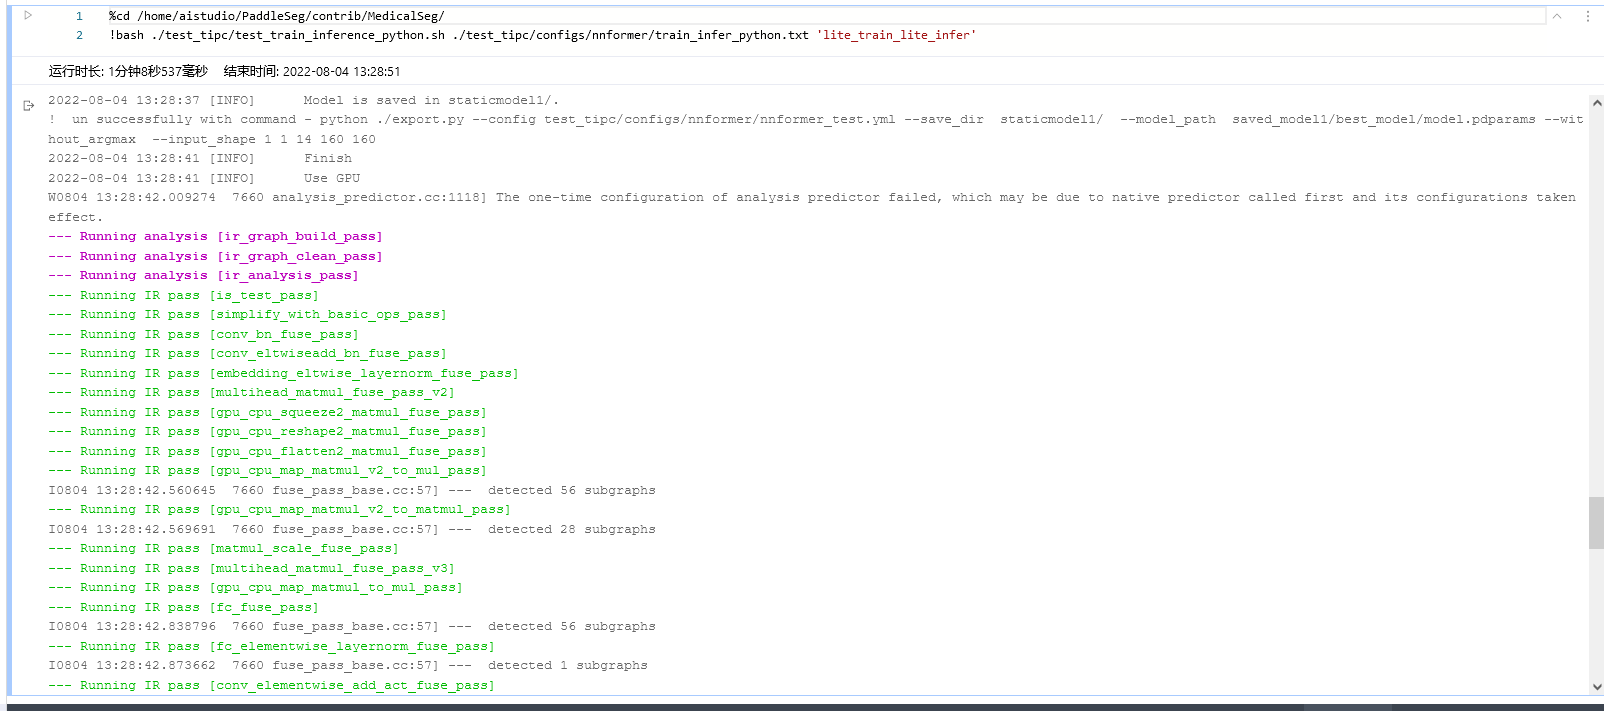 1 %cd /home/aistudio/PaddleSeg/contrib/MedicalSeg/
2 !bash ./test_tipc/test_train_inference_python.sh ./test_tipc/configs/nnformer/train_infer_python.txt 'lite_train_lite_infer'
运行时长: 1分钟8秒537毫秒 结束时间: 2022-08-04 13:28:51
2022-08-04 13:28:37 [INFO] Model is saved in staticmodel1/.
! un successfully with command - python ./export.py --config test_tipc/configs/nnformer/nnformer_test.yml --save_dir staticmodel1/ --model_path saved_model1/best_model/model.pdparams --wit
hout_argmax --input_shape 1 1 14 160 160
2022-08-04 13:28:41 [INFO] Finish
2022-08-04 13:28:41 [INFO] Use GPU
W0804 13:28:42.009274 7660 analysis_predictor.cc:1118] The one-time configuration of analysis predictor failed, which may be due to native predictor called first and its configurations taken
effect.
--- Running analysis [ir_graph_build_pass]
--- Running analysis [ir_graph_clean_pass]
--- Running analysis [ir_analysis_pass]
--- Running IR pass [is_test_pass]
--- Running IR pass [simplify_with_basic_ops_pass]
--- Running IR pass [conv_bn_fuse_pass]
--- Running IR pass [conv_eltwiseadd_bn_fuse_pass]
--- Running IR pass [embedding_eltwise_layernorm_fuse_pass]
--- Running IR pass [multihead_matmul_fuse_pass_v2]
--- Running IR pass [gpu_cpu_squeeze2_matmul_fuse_pass]
--- Running IR pass [gpu_cpu_reshape2_matmul_fuse_pass]
--- Running IR pass [gpu_cpu_flatten2_matmul_fuse_pass]
--- Running IR pass [gpu_cpu_map_matmul_v2_to_mul_pass]
I0804 13:28:42.560645 7660 fuse_pass_base.cc:57] --- detected 56 subgraphs
--- Running IR pass [gpu_cpu_map_matmul_v2_to_matmul_pass]
I0804 13:28:42.569691 7660 fuse_pass_base.cc:57] --- detected 28 subgraphs
--- Running IR pass [matmul_scale_fuse_pass]
--- Running IR pass [multihead_matmul_fuse_pass_v3]
--- Running IR pass [gpu_cpu_map_matmul_to_mul_pass]
--- Running IR pass [fc_fuse_pass]
I0804 13:28:42.838796 7660 fuse_pass_base.cc:57] --- detected 56 subgraphs
--- Running IR pass [fc_elementwise_layernorm_fuse_pass]
I0804 13:28:42.873662 7660 fuse_pass_base.cc:57] --- detected 1 subgraphs
--- Running IR pass [conv_elementwise_add_act_fuse_pass]